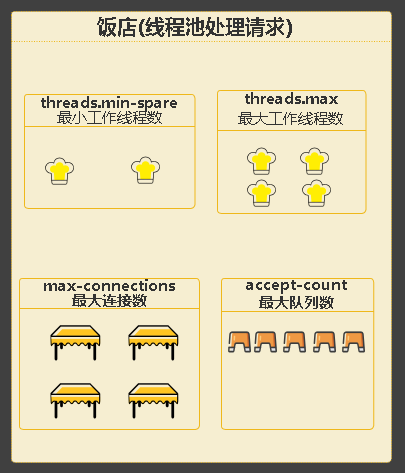 饭店(线程池处理请求)
threads.min-spare
最小工作线程数
threads.max
最大工作线程数
max-connections
最大连接数
accept-count
最大队列数